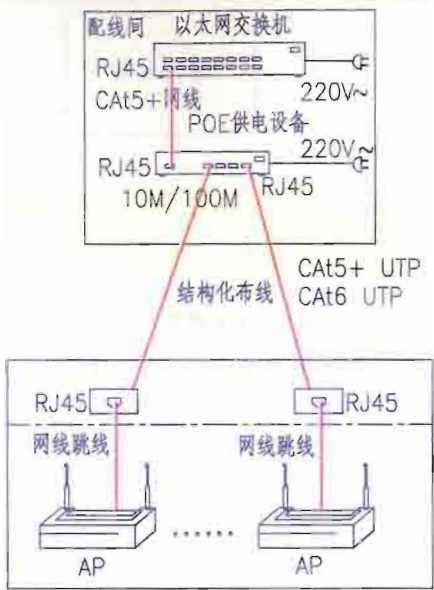 配线间 以太网交换机
RJ45
CAt5+网线
220V~
POE供电设备
220V~
RJ45
RJ45
10M/100M
结构化布线
CAt5+ UTP
CAt6 UTP
RJ45
RJ45
网线跳线
网线跳线
......
AP
AP